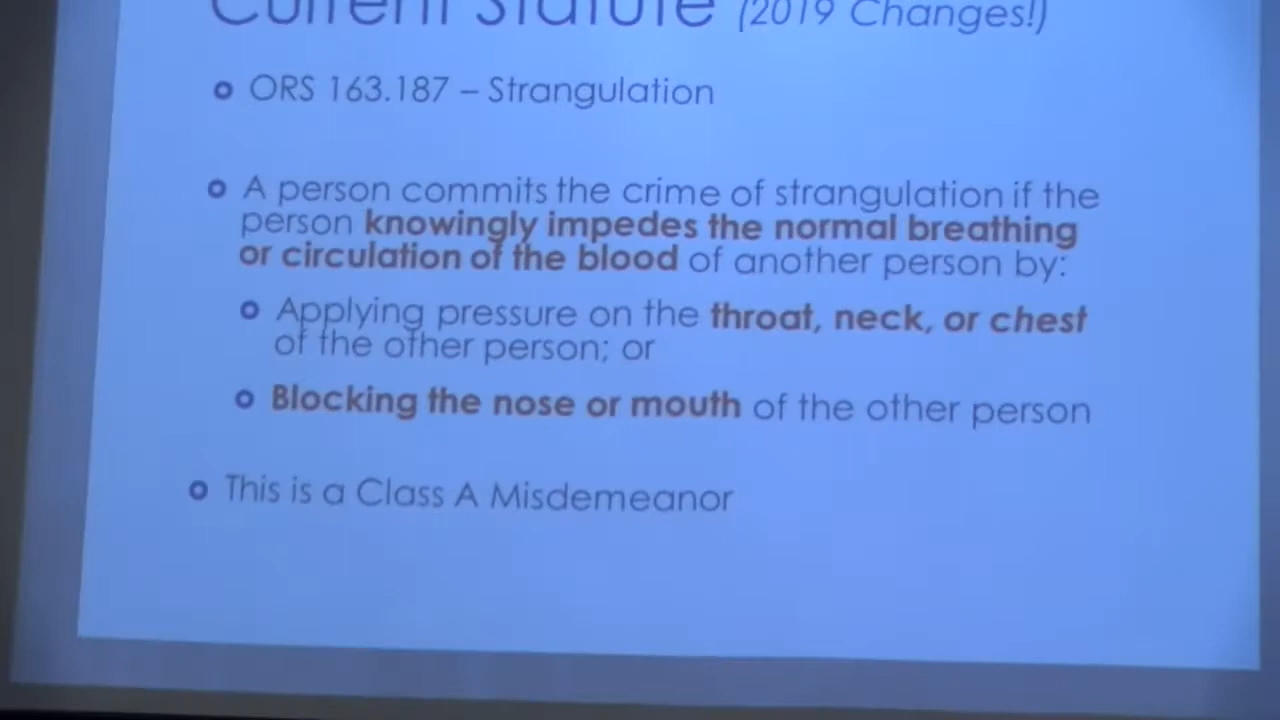 Current Statute (2019 Changes!)
ORS 163.187 – Strangulation
A person commits the crime of strangulation if the
person knowingly impedes the normal breathing
or circulation of the blood of another person by:
Applying pressure on the throat, neck, or chest
of the other person; or
Blocking the nose or mouth of the other person
This is a Class A Misdemeanor